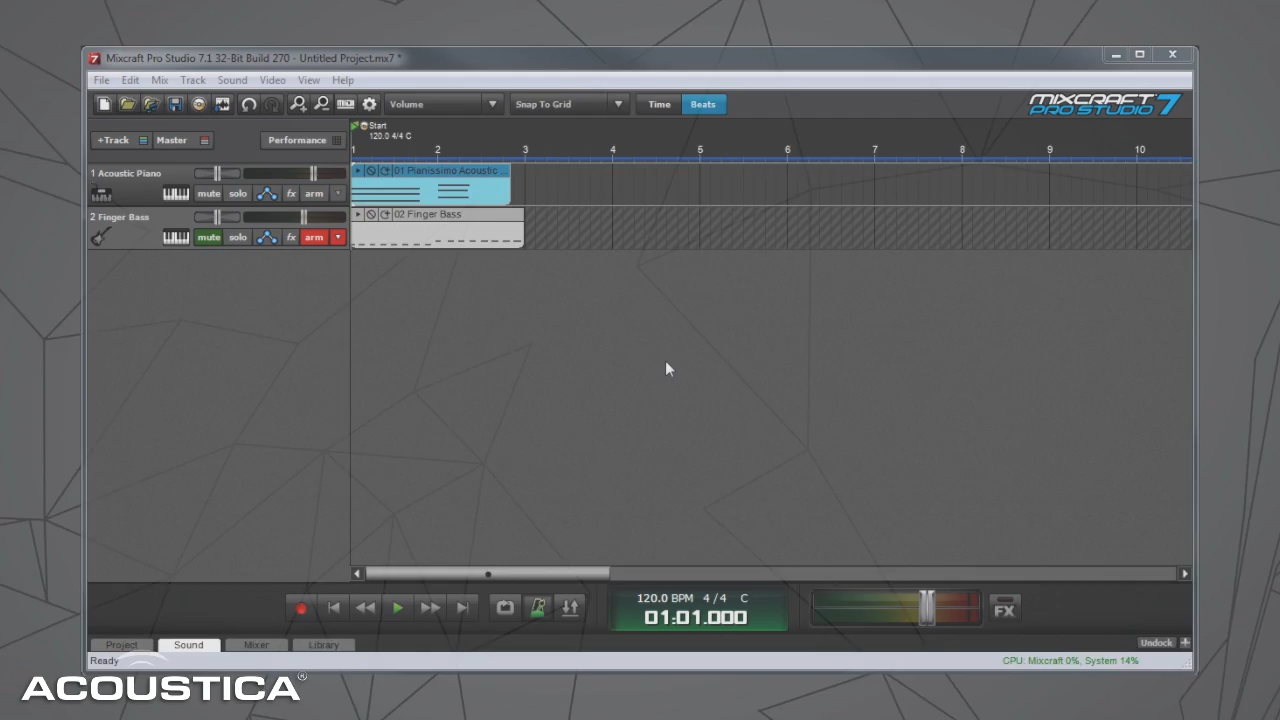 Mixcraft Pro Studio 7.1 32-Bit Build 270 - Untitled Project.mx7 *
File Edit Mix Track Sound Video View Help
Volume Snap To Grid Time Beats
MIXCRAFT 7
PRO STUDIO
+Track Master Performance
Start
120.0 4/4 C
1 2 3 4 5 6 7 8 9 10
1 Acoustic Piano
01 Pianissimo Acoustic ...
mute solo fx arm
2 Finger Bass
02 Finger Bass
mute solo fx arm
120.0 BPM 4/4 C
01:01.000
FX
Project Sound Mixer Library
Undock
Ready
CPU: Mixcraft 0%, System 14%
ACOUSTICA®